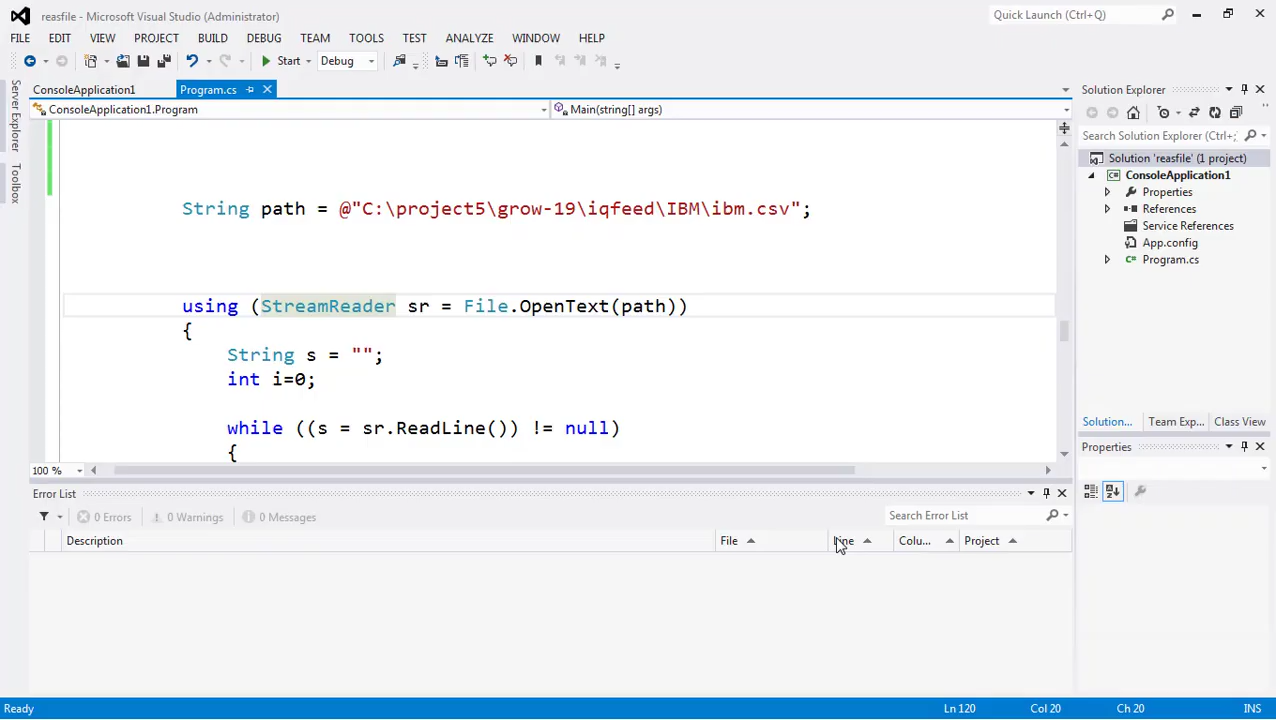 reasfile - Microsoft Visual Studio (Administrator)
Quick Launch (Ctrl+Q)
FILE EDIT VIEW PROJECT BUILD DEBUG TEAM TOOLS TEST ANALYZE WINDOW HELP
Start Debug
Server Explorer
Toolbox
ConsoleApplication1 Program.cs
ConsoleApplication1.Program Main(string[] args)
String path = @"C:\project5\grow-19\iqfeed\IBM\ibm.csv";
using (StreamReader sr = File.OpenText(path))
{
String s = "";
int i=0;
while ((s = sr.ReadLine()) != null)
{
100 %
Error List
0 Errors 0 Warnings 0 Messages
Search Error List
Description File Line Colu... Project
Solution Explorer
Search Solution Explorer (Ctrl+;
Solution 'reasfile' (1 project)
ConsoleApplication1
Properties
References
Service References
App.config
Program.cs
Solution... Team Exp... Class View
Properties
Ready Ln 120 Col 20 Ch 20 INS